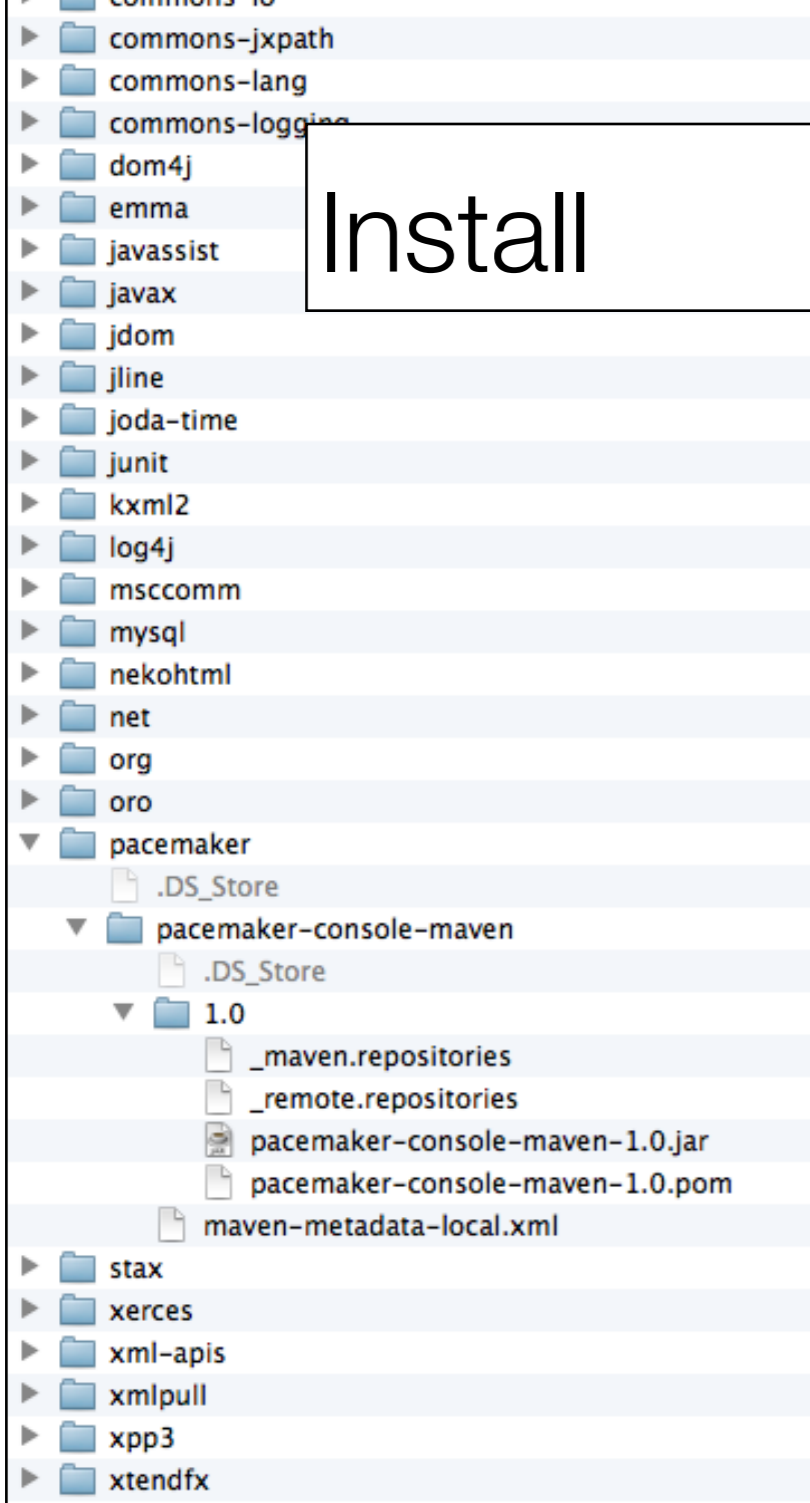 commons-jxpath
commons-lang
commons-logging
Install
dom4j
emma
javassist
javax
jdom
jline
joda-time
junit
kxml2
log4j
msccomm
mysql
nekohtml
net
org
oro
pacemaker
.DS_Store
pacemaker-console-maven
.DS_Store
1.0
_maven.repositories
_remote.repositories
pacemaker-console-maven-1.0.jar
pacemaker-console-maven-1.0.pom
maven-metadata-local.xml
stax
xerces
xml-apis
xmlpull
xpp3
xtendfx